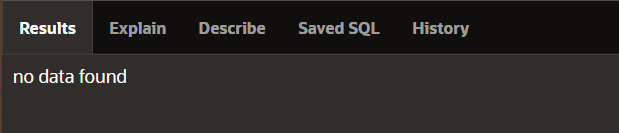 Results Explain Describe Saved SQL History
no data found